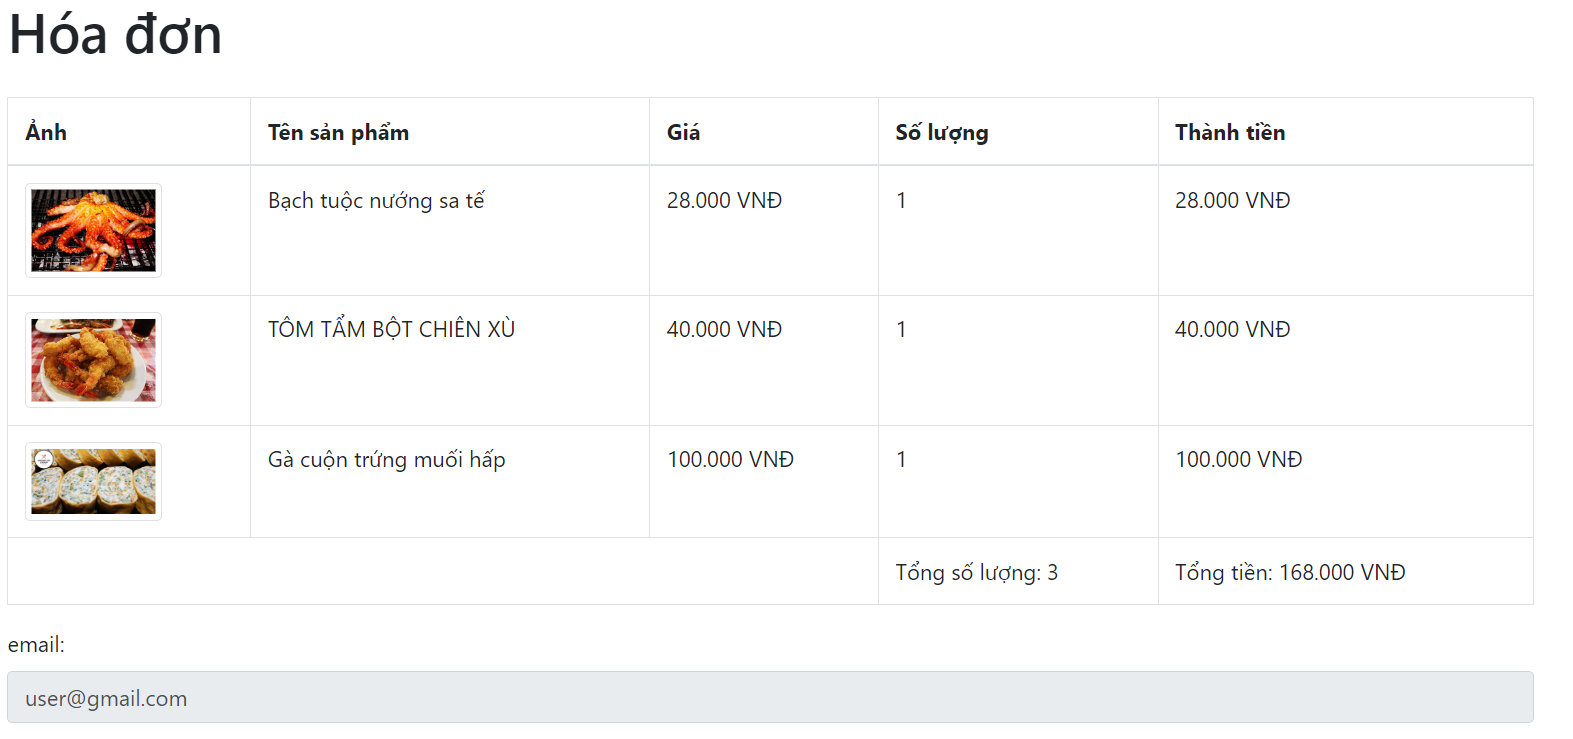 Hóa đơn
Ảnh Tên sản phẩm Giá Số lượng Thành tiền
Bạch tuộc nướng sa tế 28.000 VNĐ 1 28.000 VNĐ
TÔM TẨM BỘT CHIÊN XÙ 40.000 VNĐ 1 40.000 VNĐ
Gà cuộn trứng muối hấp 100.000 VNĐ 1 100.000 VNĐ
Tổng số lượng: 3 Tổng tiền: 168.000 VNĐ
email:
user@gmail.com